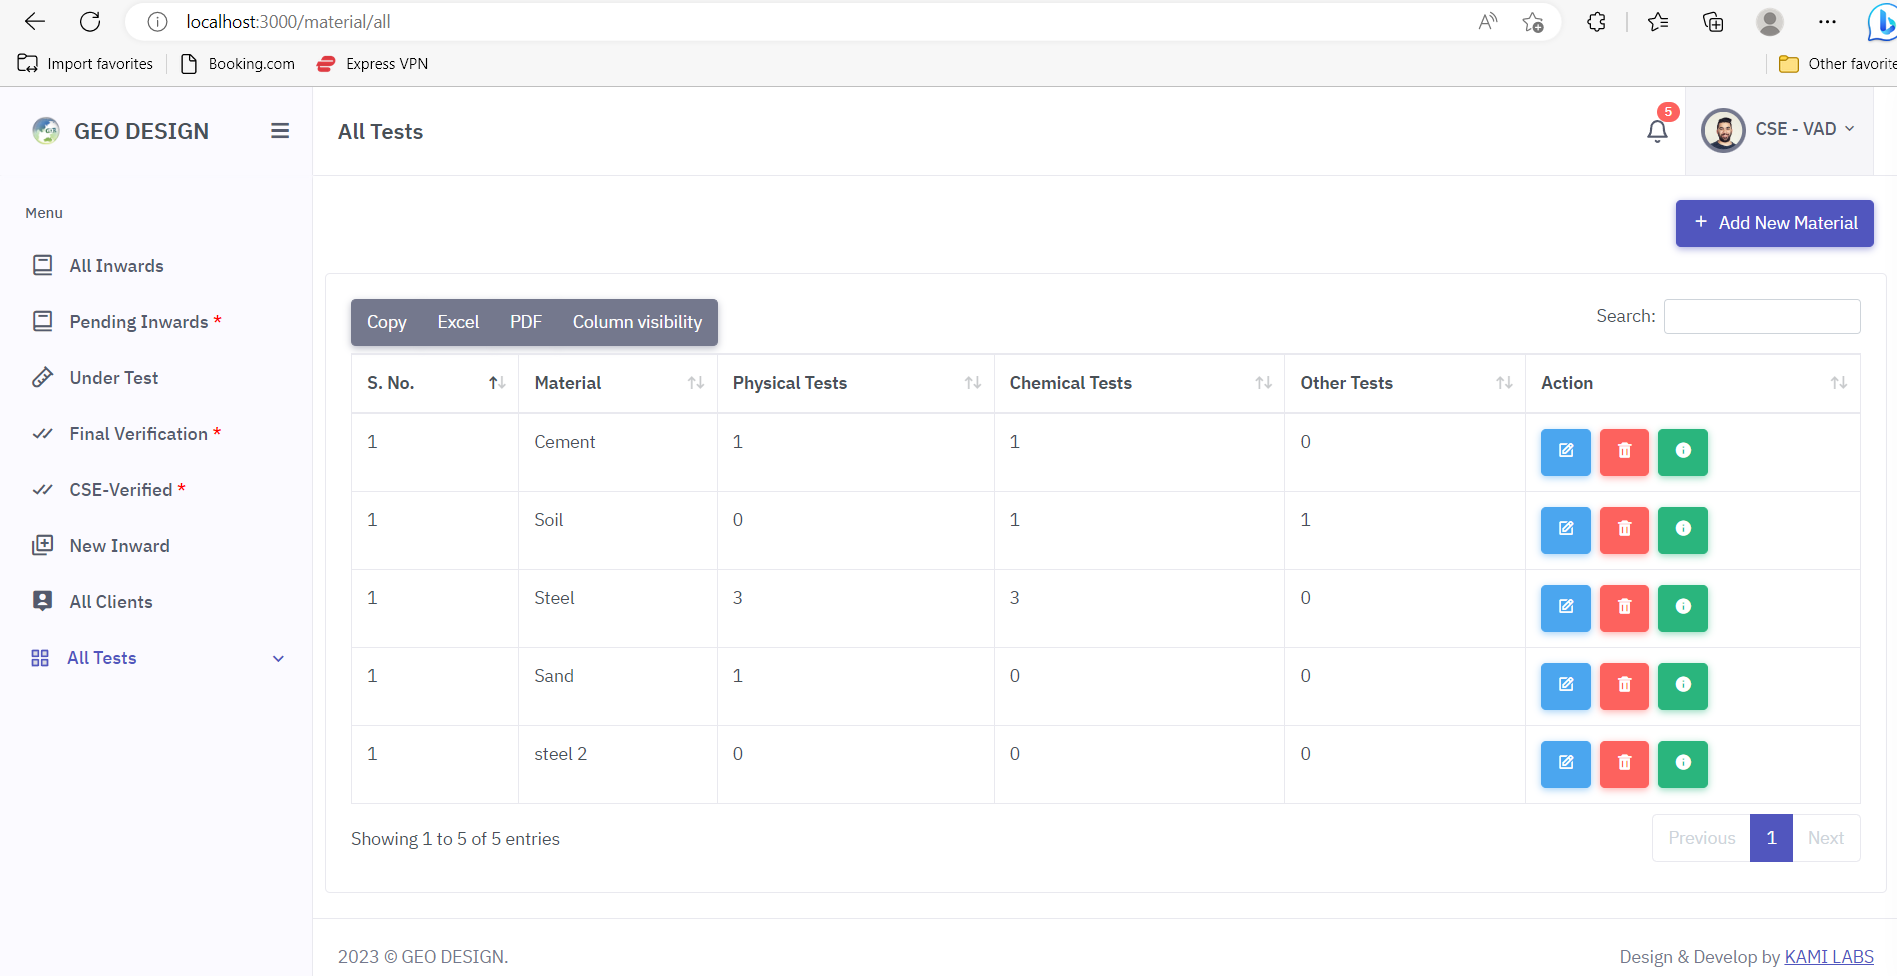 localhost:3000/material/all
Import favorites Booking.com Express VPN Other favorite
GEO DESIGN
All Tests
5
CSE - VAD
Menu
All Inwards
Pending Inwards *
Under Test
Final Verification *
CSE-Verified *
New Inward
All Clients
All Tests
+ Add New Material
Copy Excel PDF Column visibility
Search:
S. No. Material Physical Tests Chemical Tests Other Tests Action
1 Cement 1 1 0
1 Soil 0 1 1
1 Steel 3 3 0
1 Sand 1 0 0
1 steel 2 0 0 0
Showing 1 to 5 of 5 entries
Previous 1 Next
2023 © GEO DESIGN.
Design & Develop by KAMI LABS